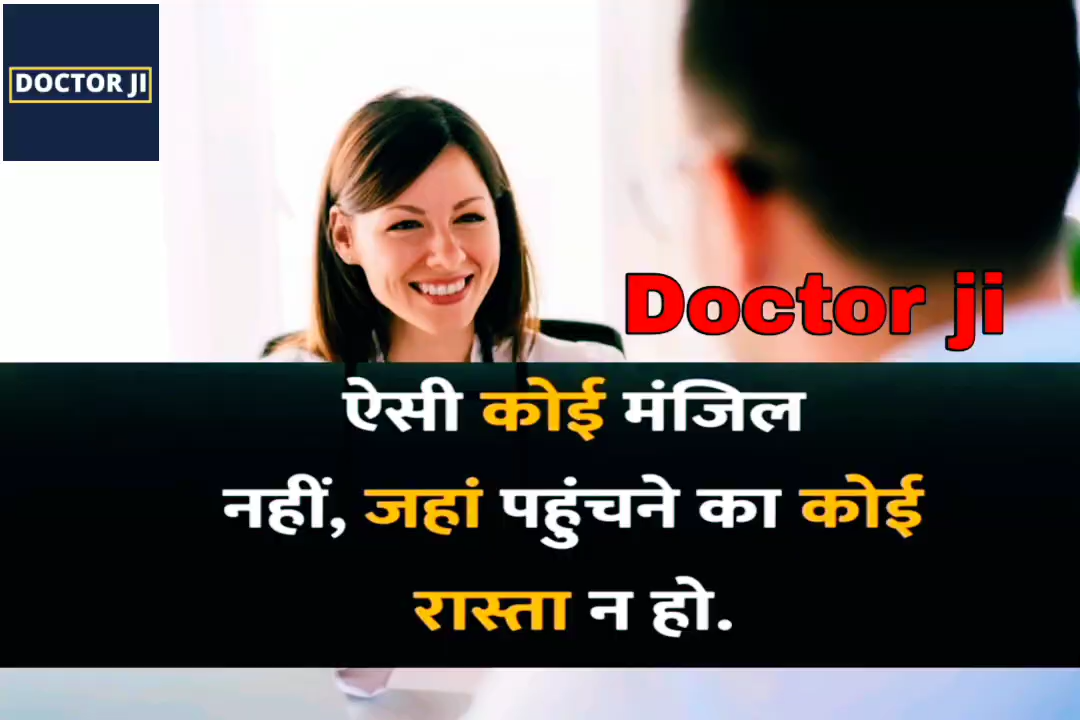 DOCTOR JI
Doctor ji
ऐसी कोई मंजिल
नहीं, जहां पहुंचने का कोई
रास्ता न हो.